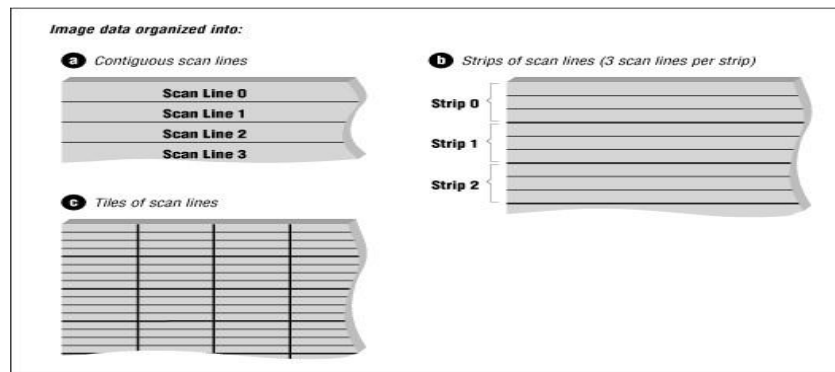 Image data organized into:
a Contiguous scan lines
Scan Line 0
Scan Line 1
Scan Line 2
Scan Line 3
b Strips of scan lines (3 scan lines per strip)
Strip 0
Strip 1
Strip 2
c Tiles of scan lines